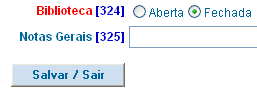 Biblioteca [324] Aberta Fechada
Notas Gerais [325]
Salvar / Sair